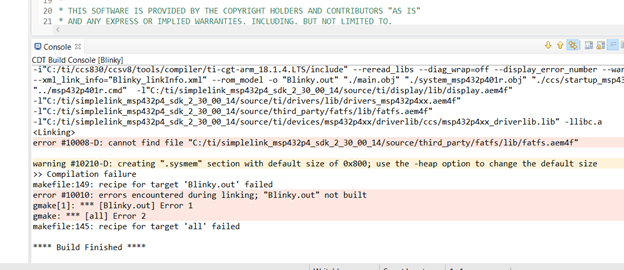 20 * THIS SOFTWARE IS PROVIDED BY THE COPYRIGHT HOLDERS AND CONTRIBUTORS "AS IS"
21 * AND ANY EXPRESS OR IMPLIED WARRANTIES. INCLUDING. BUT NOT LIMITED TO.
Console
CDT Build Console [Blinky]
-i"C:/ti/ccs830/ccsv8/tools/compiler/ti-cgt-arm_18.1.4.LTS/include" --reread_libs --diag_wrap=off --display_error_number --war
--xml_link_info="Blinky_linkInfo.xml" --rom_model -o "Blinky.out" "./main.obj" "./system_msp432p401r.obj" "./ccs/startup_msp43
"../msp432p401r.cmd" -l"C:/ti/simplelink_msp432p4_sdk_2_30_00_14/source/ti/display/lib/display.aem4f"
-l"C:/ti/simplelink_msp432p4_sdk_2_30_00_14/source/ti/drivers/lib/drivers_msp432p4xx.aem4f"
-l"C:/ti/simplelink_msp432p4_sdk_2_30_00_14/source/third_party/fatfs/lib/fatfs.aem4f"
-l"C:/ti/simplelink_msp432p4_sdk_2_30_00_14/source/ti/devices/msp432p4xx/driverlib/ccs/msp432p4xx_driverlib.lib" -llibc.a
<Linking>
error #10008-D: cannot find file "C:/ti/simplelink_msp432p4_sdk_2_30_00_14/source/third_party/fatfs/lib/fatfs.aem4f"
warning #10210-D: creating ".sysmem" section with default size of 0x800; use the -heap option to change the default size
>> Compilation failure
makefile:149: recipe for target 'Blinky.out' failed
error #10010: errors encountered during linking; "Blinky.out" not built
gmake[1]: *** [Blinky.out] Error 1
gmake: *** [all] Error 2
makefile:145: recipe for target 'all' failed
**** Build Finished ****